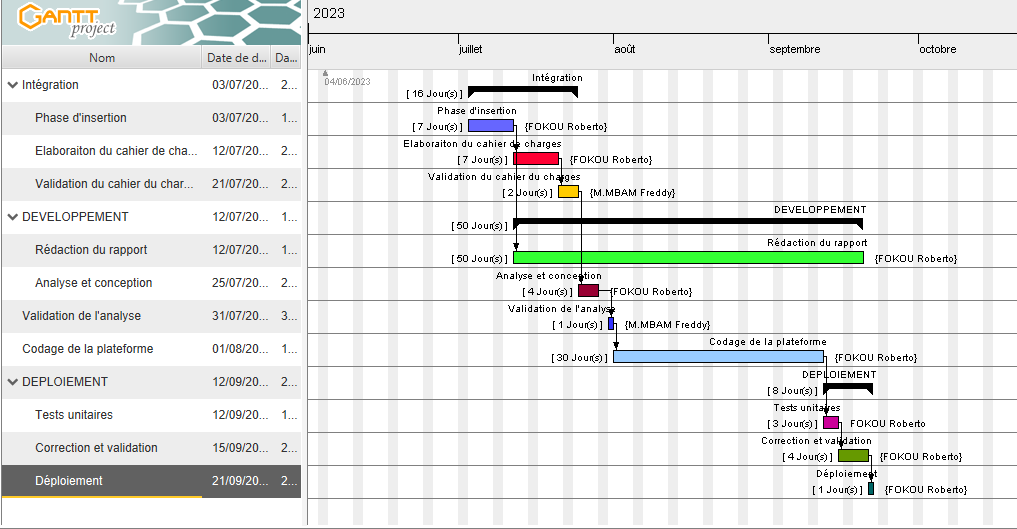 GANTT
project
2023
juin juillet août septembre octobre
Nom Date de d... Da...
04/06/2023
Intégration 03/07/20... 2...
Intégration
[ 16 Jour(s) ]
Phase d'insertion 03/07/20... 1...
Phase d'insertion
[ 7 Jour(s) ] {FOKOU Roberto}
Elaboraiton du cahier de cha... 12/07/20... 2...
Elaboraiton du cahier de charges
[ 7 Jour(s) ] {FOKOU Roberto}
Validation du cahier du char... 21/07/20... 2...
Validation du cahier du charges
[ 2 Jour(s) ] {M.MBAM Freddy}
DEVELOPPEMENT 12/07/20... 1...
DEVELOPPEMENT
[ 50 Jour(s) ]
Rédaction du rapport 12/07/20... 1...
Rédaction du rapport
[ 50 Jour(s) ] {FOKOU Roberto}
Analyse et conception 25/07/20... 2...
Analyse et conception
[ 4 Jour(s) ] {FOKOU Roberto}
Validation de l'analyse 31/07/20... 3...
Validation de l'analyse
[ 1 Jour(s) ] {M.MBAM Freddy}
Codage de la plateforme 01/08/20... 1...
Codage de la plateforme
[ 30 Jour(s) ] {FOKOU Roberto}
DEPLOIEMENT 12/09/20... 2...
DEPLOIEMENT
[ 8 Jour(s) ]
Tests unitaires 12/09/20... 1...
Tests unitaires
[ 3 Jour(s) ] FOKOU Roberto
Correction et validation 15/09/20... 2...
Correction et validation
[ 4 Jour(s) ] {FOKOU Roberto}
Déploiement 21/09/20... 2...
Déploiement
[ 1 Jour(s) ] {FOKOU Roberto}